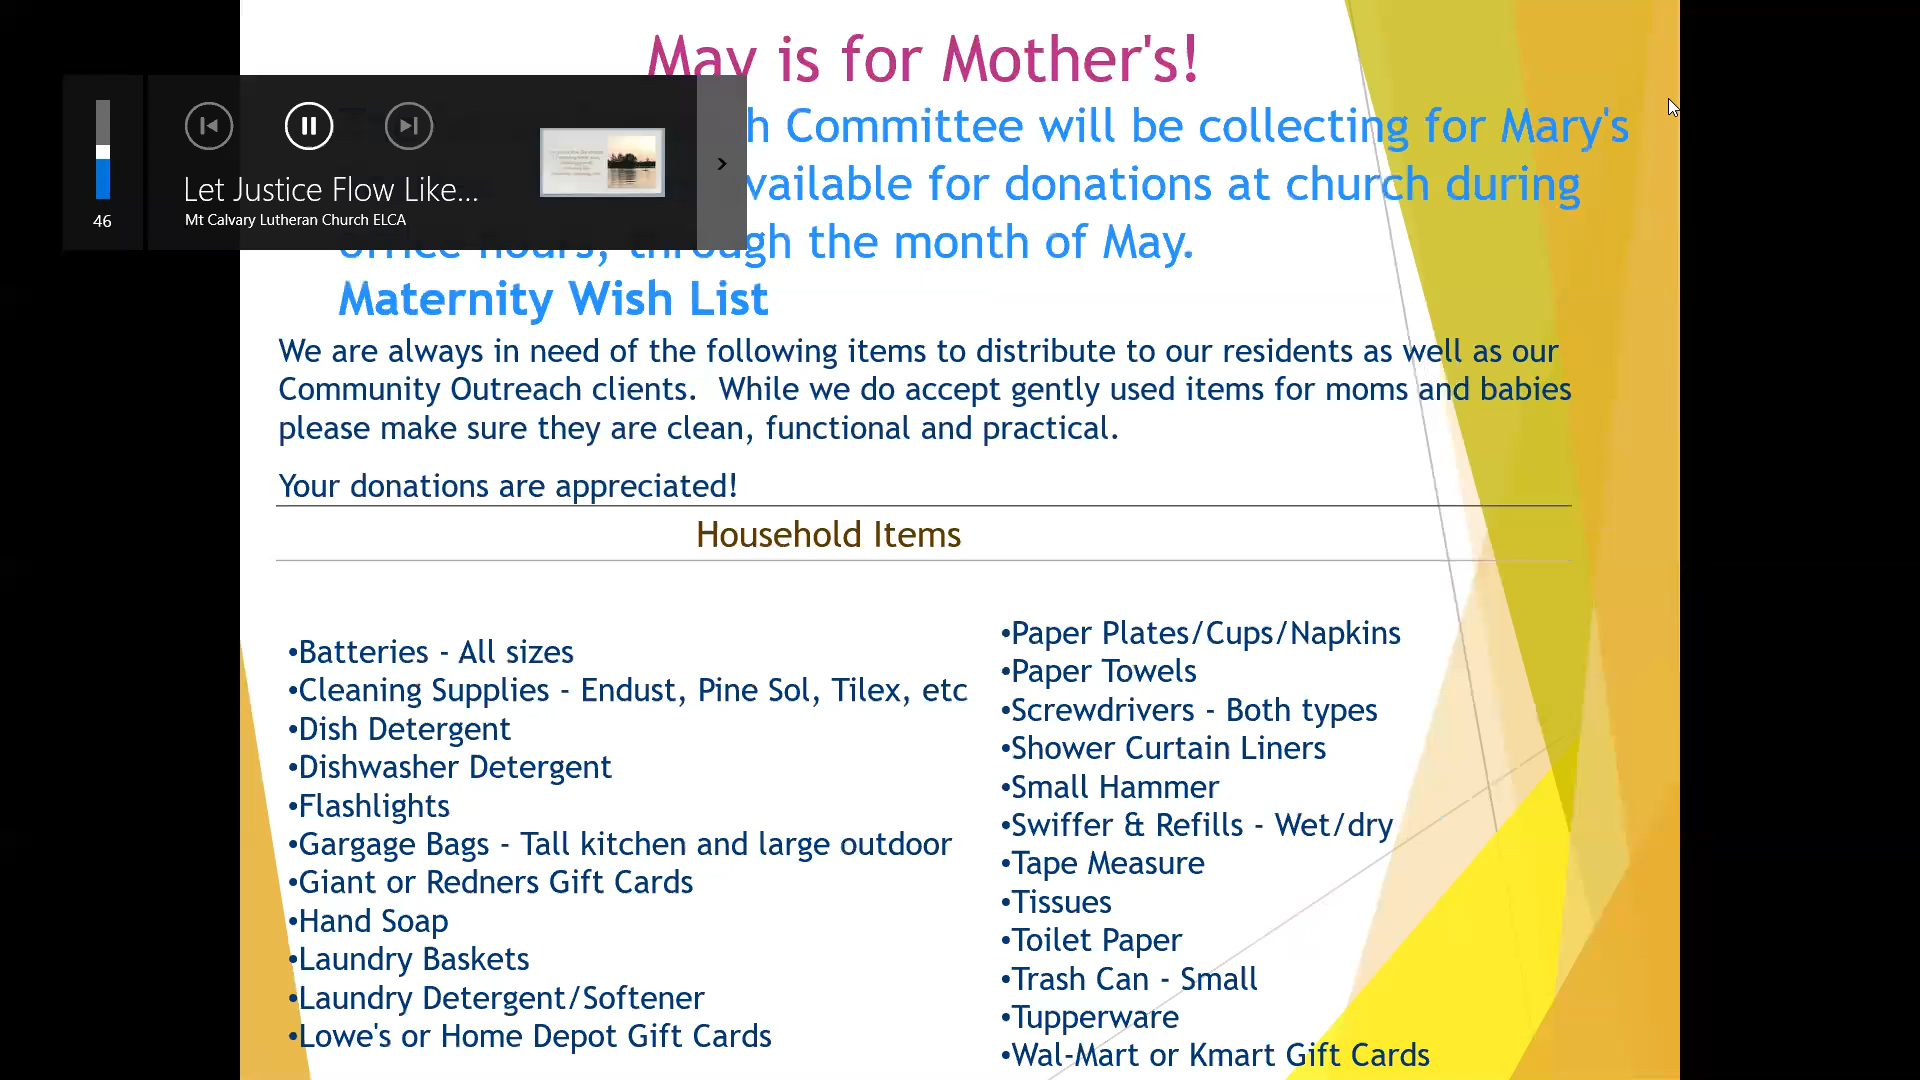 May is for Mother's!
h Committee will be collecting for Mary's
vailable for donations at church during
office hours, through the month of May.
Maternity Wish List
46
Let Justice Flow Like...
Mt Calvary Lutheran Church ELCA
We are always in need of the following items to distribute to our residents as well as our
Community Outreach clients.  While we do accept gently used items for moms and babies
please make sure they are clean, functional and practical.
Your donations are appreciated!
Household Items
•Batteries - All sizes
•Cleaning Supplies - Endust, Pine Sol, Tilex, etc
•Dish Detergent
•Dishwasher Detergent
•Flashlights
•Gargage Bags - Tall kitchen and large outdoor
•Giant or Redners Gift Cards
•Hand Soap
•Laundry Baskets
•Laundry Detergent/Softener
•Lowe's or Home Depot Gift Cards
•Paper Plates/Cups/Napkins
•Paper Towels
•Screwdrivers - Both types
•Shower Curtain Liners
•Small Hammer
•Swiffer & Refills - Wet/dry
•Tape Measure
•Tissues
•Toilet Paper
•Trash Can - Small
•Tupperware
•Wal-Mart or Kmart Gift Cards